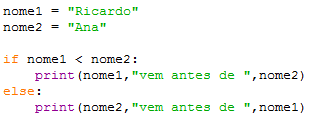 nome1 = "Ricardo"
nome2 = "Ana"
if nome1 < nome2:
    print(nome1,"vem antes de ",nome2)
else:
    print(nome2,"vem antes de ",nome1)